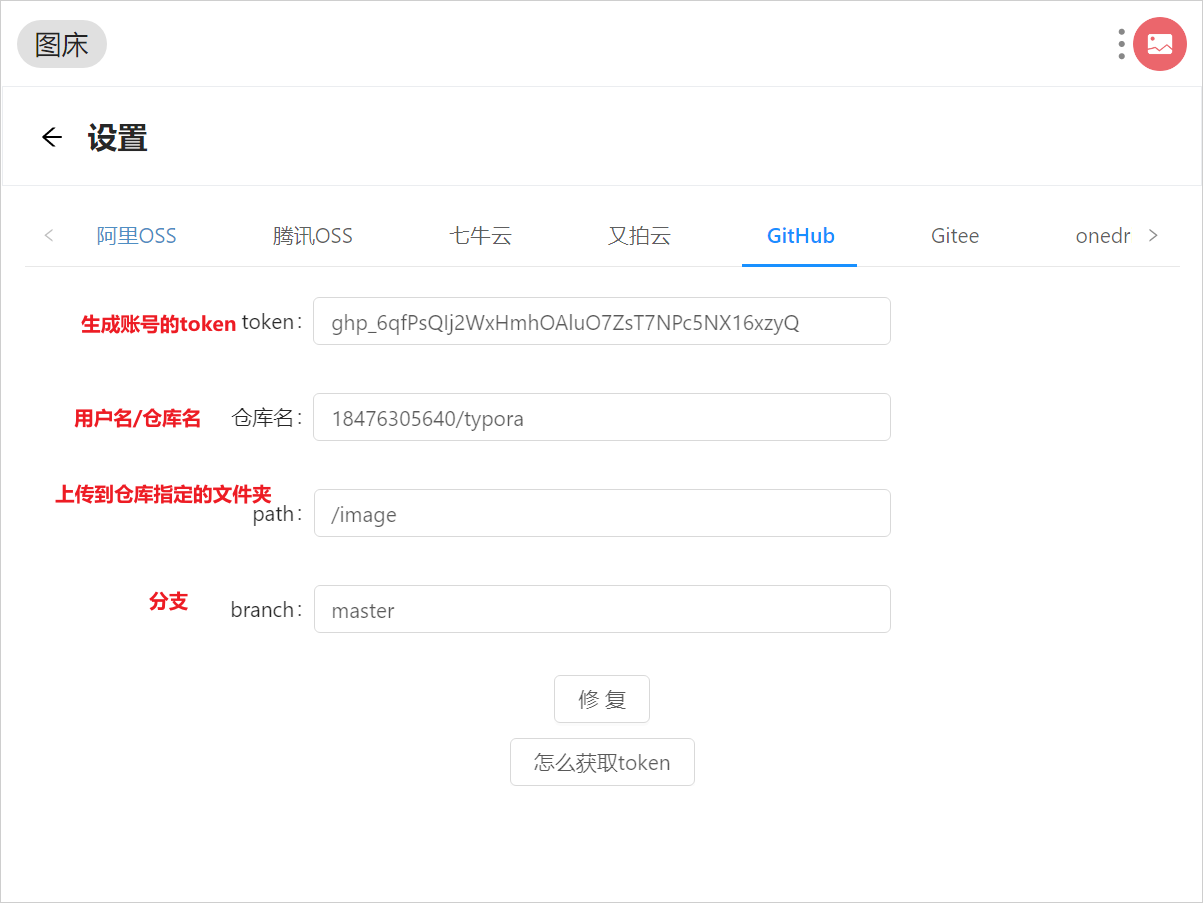 图床
设置
阿里OSS 腾讯OSS 七牛云 又拍云 GitHub Gitee onedr
生成账号的token token:
用户名/仓库名 仓库名: 18476305640/typora
上传到仓库指定的文件夹
path: /image
分支 branch: master
修 复
怎么获取token